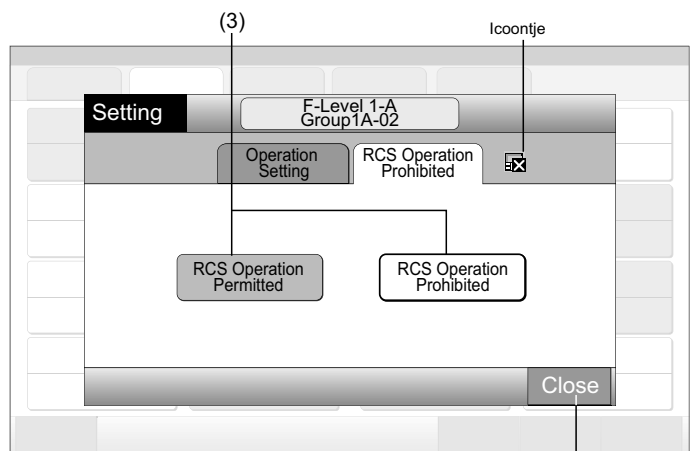 (3)
Icoontje
Setting
F-Level 1-A
Group1A-02
Operation
Setting
RCS Operation
Prohibited
RCS Operation
Permitted
RCS Operation
Prohibited
Close